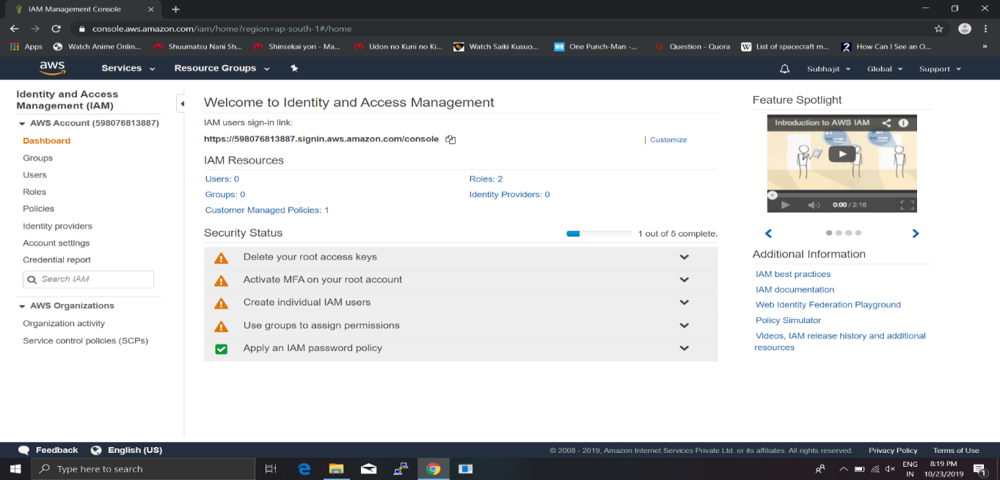 IAM Management Console
console.aws.amazon.com/iam/home?region=ap-south-1#/home
Apps Watch Anime Onlin... Shuumatsu Nani Sh... Shinsekai yori - Ma... Udon no Kuni no Ki... Watch Saiki Kusuo... One Punch-Man -... Question - Quora List of spacecraft m... How Can I See an O... »
aws Services Resource Groups Subhajit Global Support
Identity and Access
Management (IAM)
AWS Account (598076813887)
Dashboard
Groups
Users
Roles
Policies
Identity providers
Account settings
Credential report
Search IAM
AWS Organizations
Organization activity
Service control policies (SCPs)
Welcome to Identity and Access Management
IAM users sign-in link:
https://598076813887.signin.aws.amazon.com/console | Customize
IAM Resources
Users: 0 Roles: 2
Groups: 0 Identity Providers: 0
Customer Managed Policies: 1
Security Status 1 out of 5 complete.
Delete your root access keys
Activate MFA on your root account
Create individual IAM users
Use groups to assign permissions
Apply an IAM password policy
Feature Spotlight
Introduction to AWS IAM
0:00 / 2:16
Additional Information
IAM best practices
IAM documentation
Web Identity Federation Playground
Policy Simulator
Videos, IAM release history and additional
resources
Feedback English (US) © 2008 - 2019, Amazon Internet Services Private Ltd. or its affiliates. All rights reserved. Privacy Policy Terms of Use
Type here to search
ENG 8:19 PM
IN 10/23/2019 1